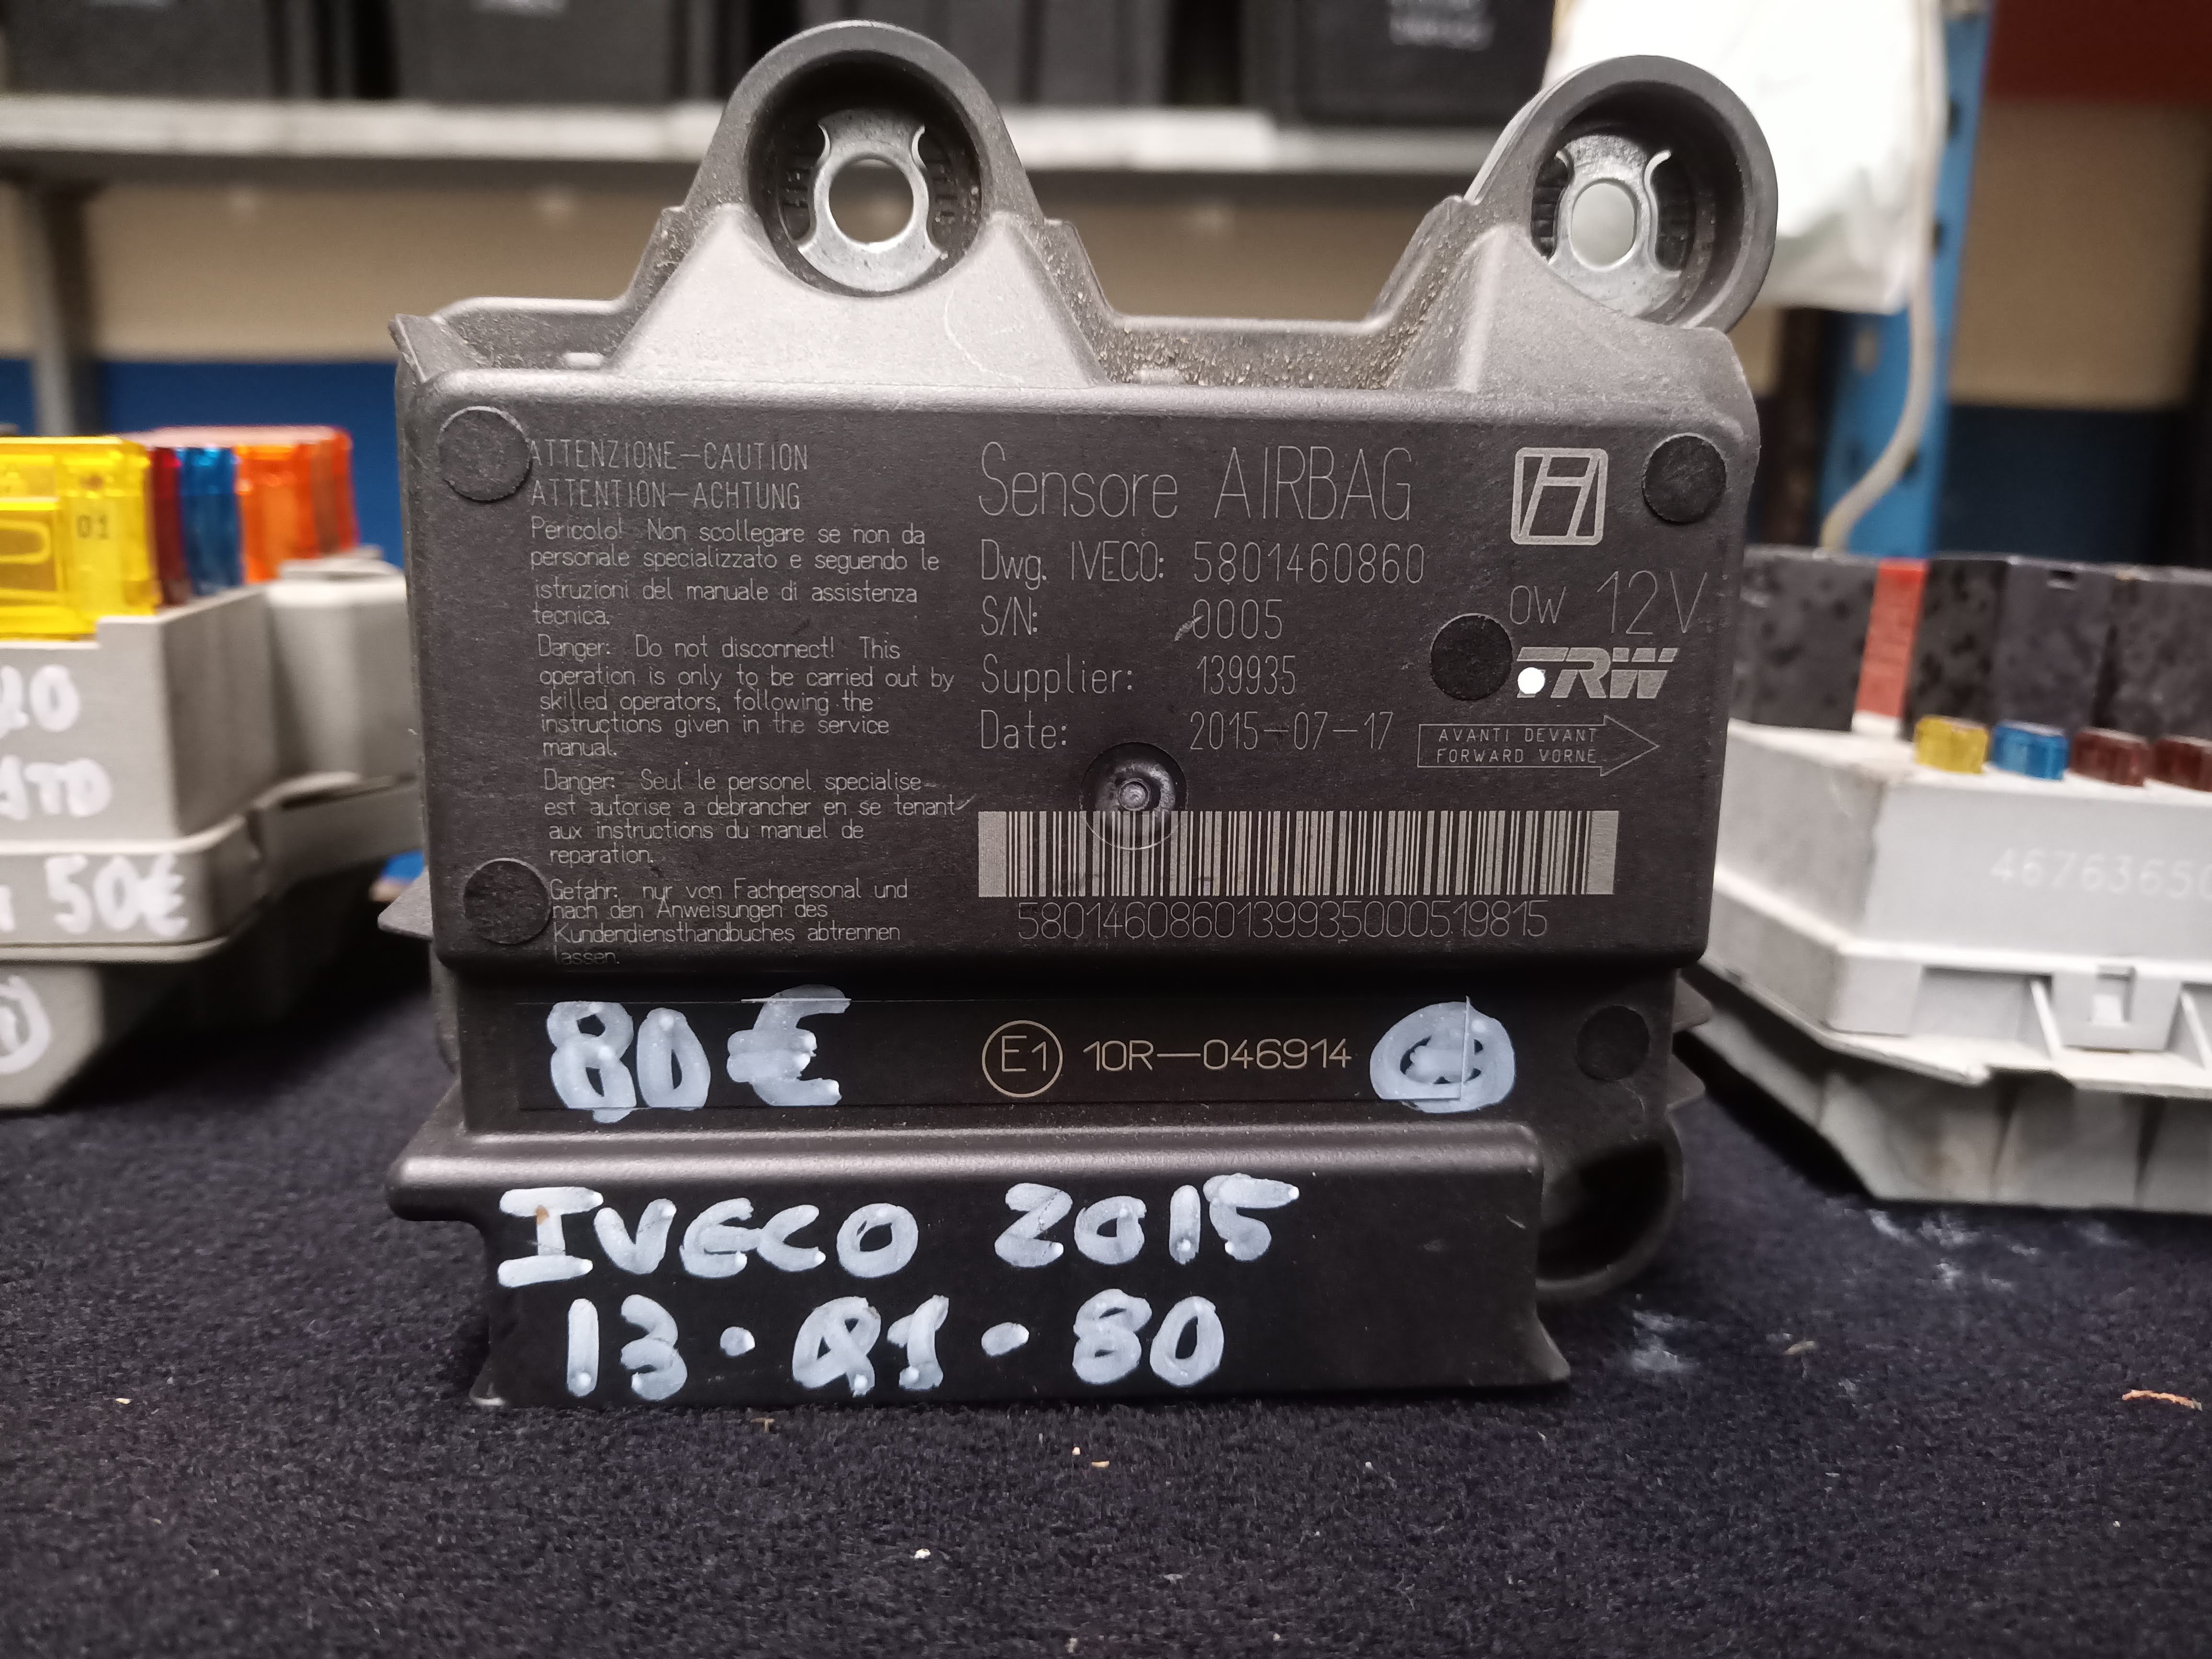 ATTENZIONE-CAUTION
ATTENTION-ACHTUNG
Pericolo! Non scollegare se non da
personale specializzato e seguendo le
istruzioni del manuale di assistenza
tecnica.
Danger: Do not disconnect! This
operation is only to be carried out by
skilled operators, following the
instructions given in the service
manual.
Danger: Seul le personel specialise
est autorise a debrancher en se tenant
aux instructions du manuel de
reparation.
Gefahr: nur von Fachpersonal und
nach den Anweisungen des
Kundendiensthandbuches abtrennen
lassen.
Sensore AIRBAG
Dwg. IVECO: 5801460860
S/N: 0005
Supplier: 139935
Date: 2015-07-17
OW 12V
TRW
AVANTI DEVANT
FORWARD VORNE
5801460860139935000519815
80€
E1 10R-046914
IVECO 2015
13·Q1·80
01
50€
4676365